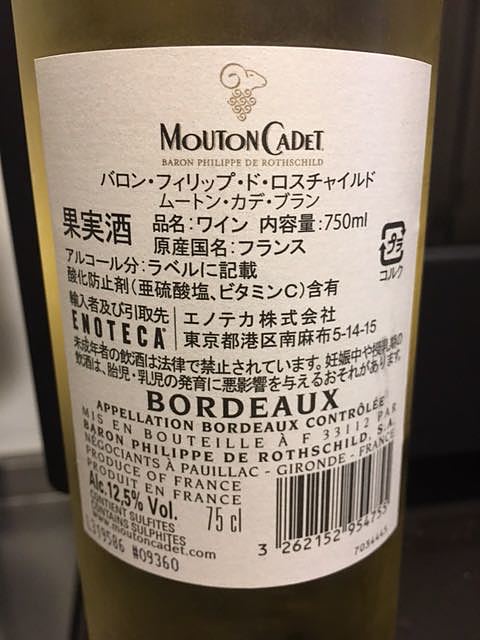 MOUTON CADET
BARON PHILIPPE DE ROTHSCHILD
バロン・フィリップ・ド・ロスチャイルド
ムートン・カデ・ブラン
果実酒 品名：ワイン 内容量：750ml
原産国名：フランス
プラ
コルク
アルコール分：ラベルに記載
酸化防止剤（亜硫酸塩、ビタミンC）含有
輸入者及び引取先 エノテカ株式会社
ENOTECA 東京都港区南麻布5-14-15
未成年者の飲酒は法律で禁止されています。妊娠中や授乳期の
飲酒は、胎児・乳児の発育に悪影響を与えるおそれがあります。
BORDEAUX
APPELLATION BORDEAUX CONTRÔLÉE
MIS EN BOUTEILLE À F 33112 PAR
BARON PHILIPPE DE ROTHSCHILD, S.A.
NÉGOCIANTS À PAUILLAC - GIRONDE - FRANCE
PRODUCE OF FRANCE
PRODUIT EN FRANCE
Alc.12,5% Vol.
75 cl
CONTIENT SULFITES
CONTAINS SULPHITES
www.moutoncadet.com
L319586 #09360
3 262152 954755
7034443